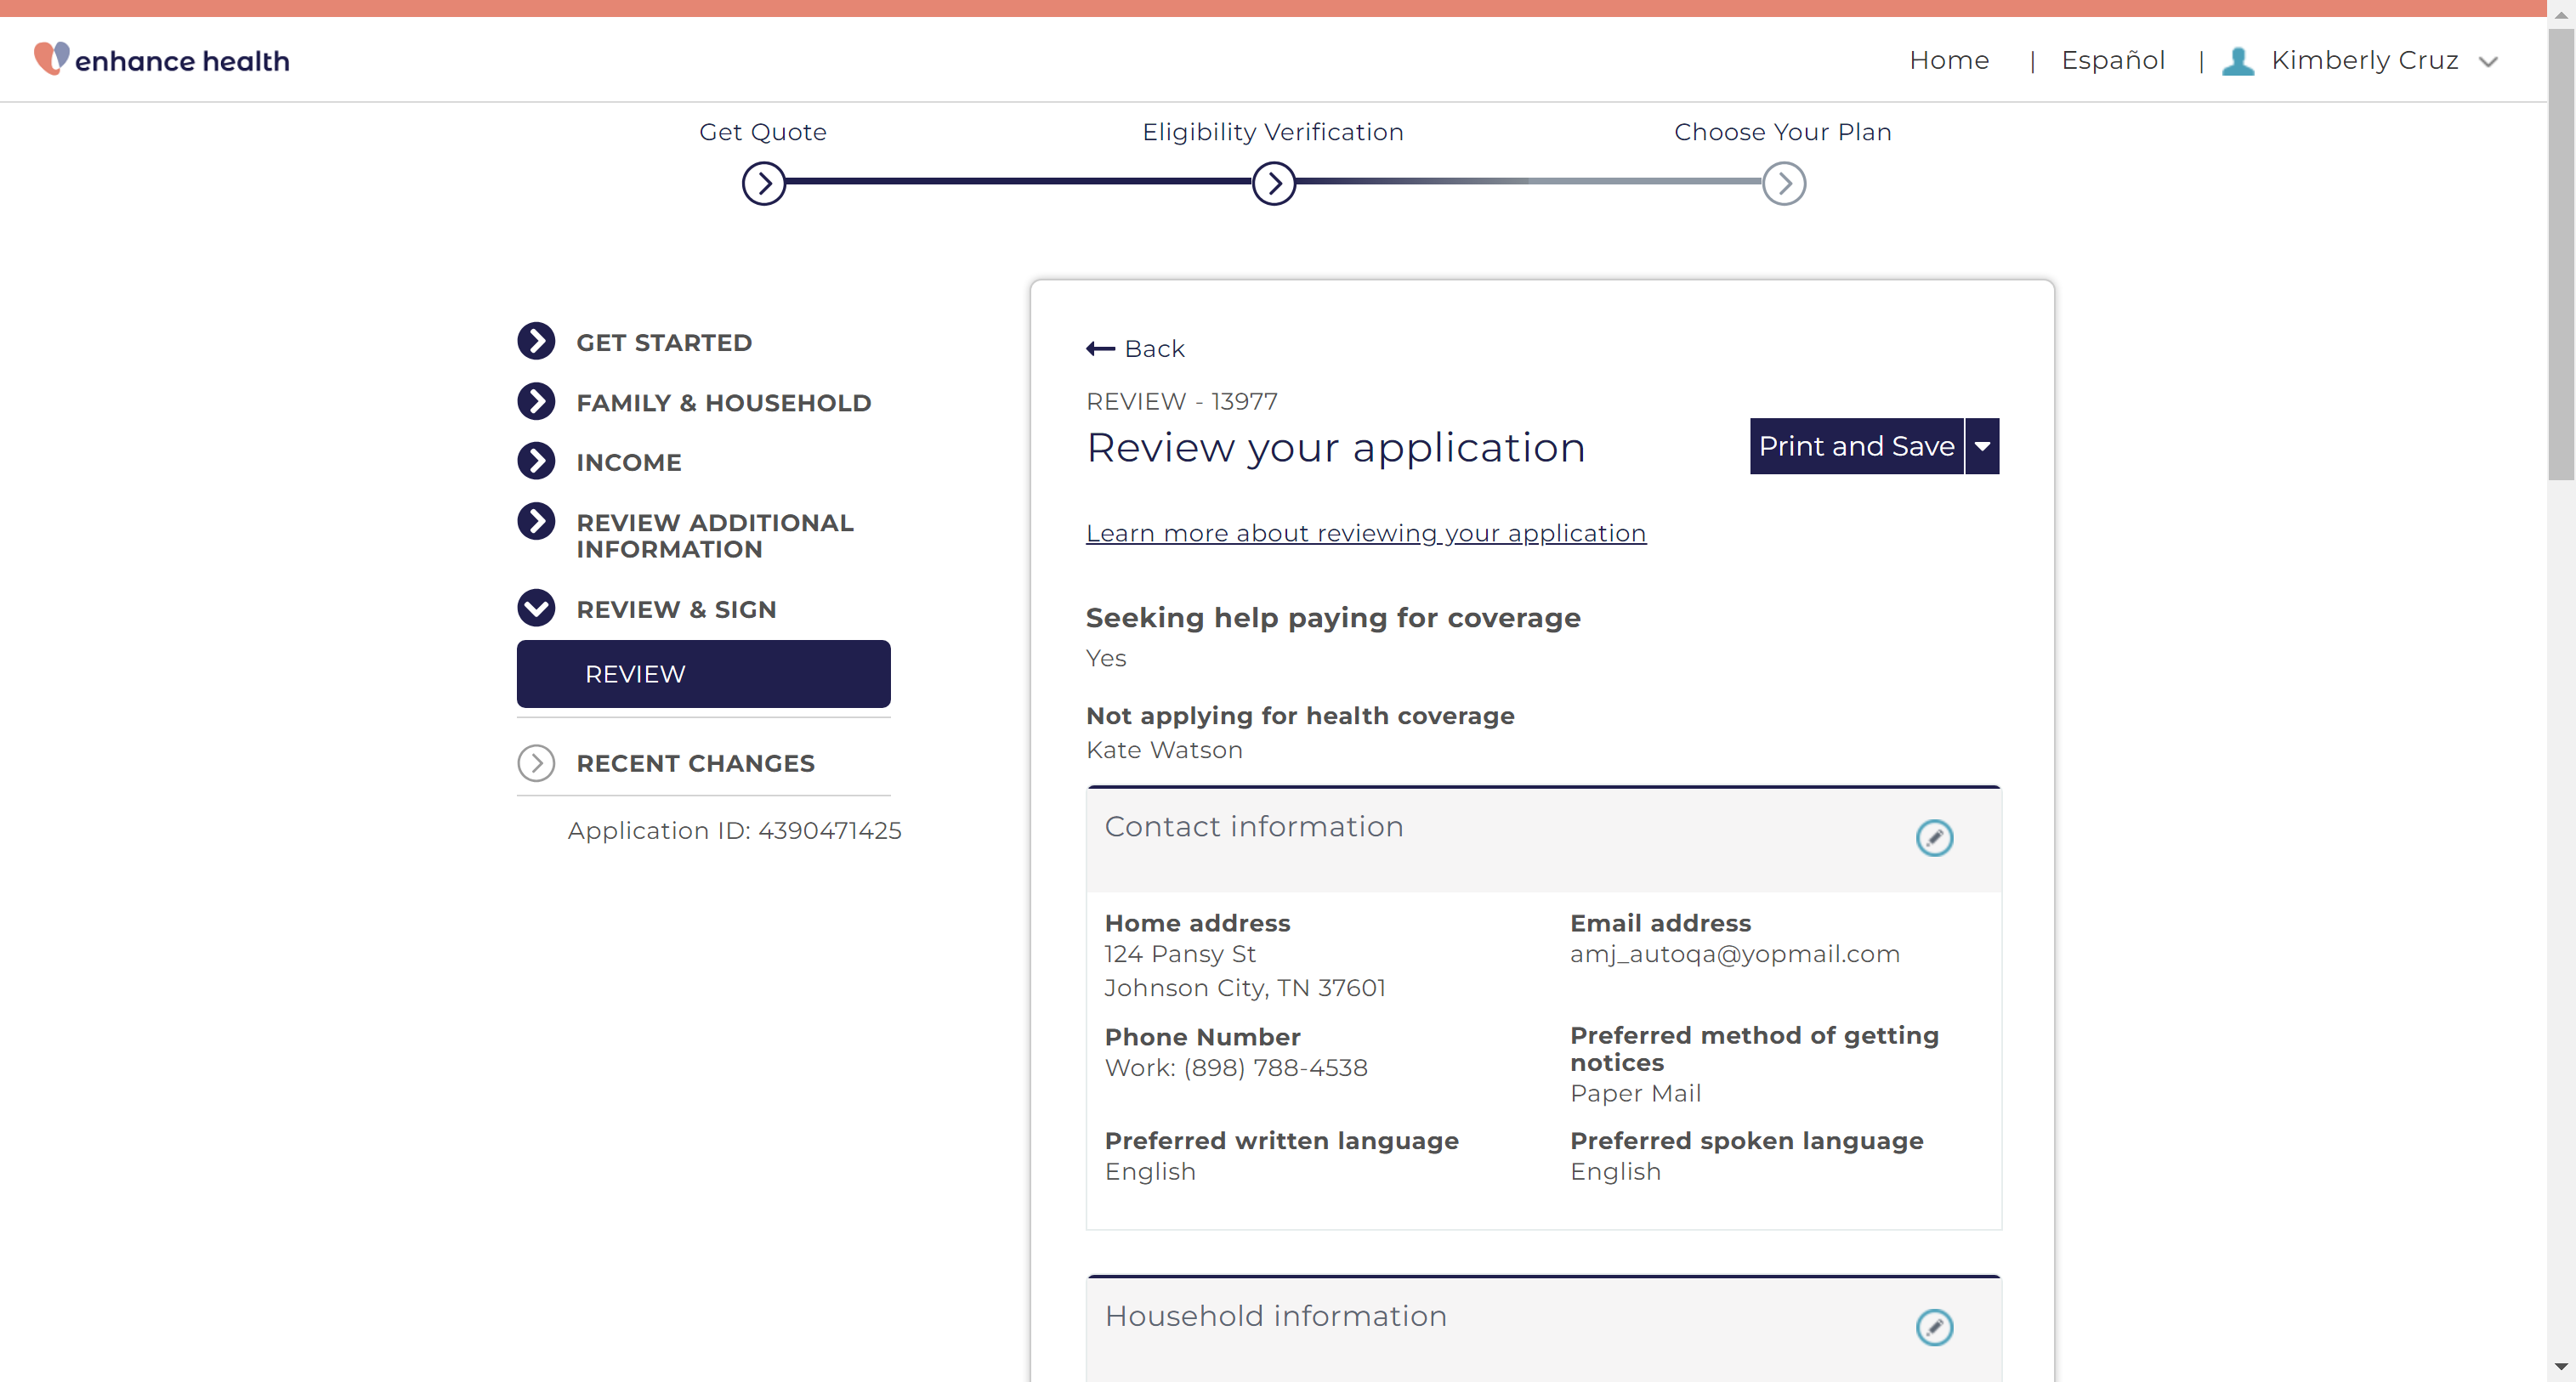 enhance health
Home | Español | Kimberly Cruz
Get Quote
Eligibility Verification
Choose Your Plan
GET STARTED
FAMILY & HOUSEHOLD
INCOME
REVIEW ADDITIONAL
INFORMATION
REVIEW & SIGN
REVIEW
RECENT CHANGES
Application ID: 4390471425
Back
REVIEW - 13977
Review your application
Print and Save
Learn more about reviewing your application
Seeking help paying for coverage
Yes
Not applying for health coverage
Kate Watson
Contact information
Home address
124 Pansy St
Johnson City, TN 37601
Email address
amj_autoqa@yopmail.com
Phone Number
Work: (898) 788-4538
Preferred method of getting
notices
Paper Mail
Preferred written language
English
Preferred spoken language
English
Household information